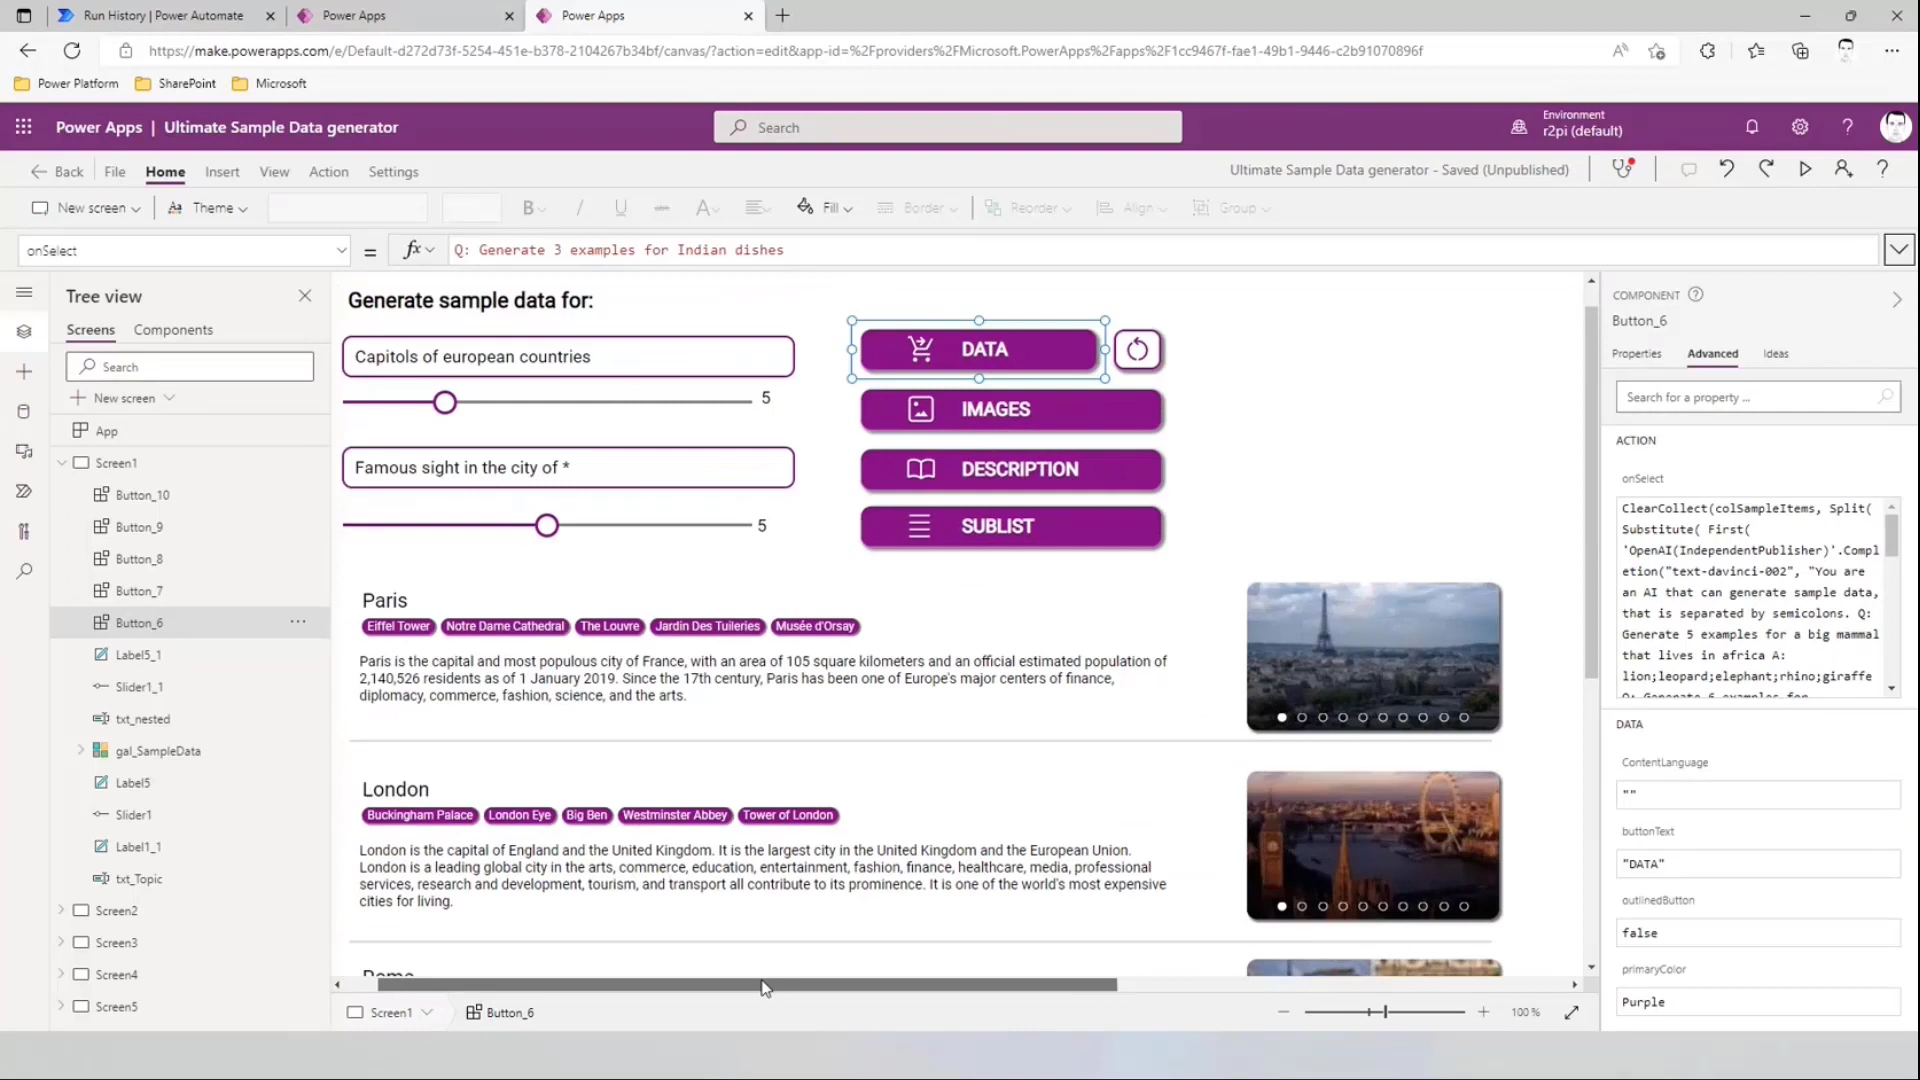 Run History | Power Automate
Power Apps
Power Apps
https://make.powerapps.com/e/Default-d272d73f-5254-451e-b378-2104267b34bf/canvas/?action=edit&app-id=%2Fproviders%2FMicrosoft.PowerApps%2Fapps%2F1cc9467f-fae1-49b1-9446-c2b91070896f
Power Platform
SharePoint
Microsoft
Power Apps | Ultimate Sample Data generator
Search
Environment
r2pi (default)
Back
File
Home
Insert
View
Action
Settings
Ultimate Sample Data generator - Saved (Unpublished)
New screen
Theme
B
Fill
Border
Reorder
Align
Group
onSelect
=
fx
Q: Generate 3 examples for Indian dishes
Tree view
Screens
Components
Search
New screen
App
Screen1
Button_10
Button_9
Button_8
Button_7
Button_6
Label5_1
Slider1_1
txt_nested
gal_SampleData
Label5
Slider1
Label1_1
txt_Topic
Screen2
Screen3
Screen4
Screen5
Generate sample data for:
Capitols of european countries
5
Famous sight in the city of *
5
DATA
IMAGES
DESCRIPTION
SUBLIST
Paris
Eiffel Tower
Notre Dame Cathedral
The Louvre
Jardin Des Tuileries
Musée d'Orsay
Paris is the capital and most populous city of France, with an area of 105 square kilometers and an official estimated population of
2,140,526 residents as of 1 January 2019. Since the 17th century, Paris has been one of Europe's major centers of finance,
diplomacy, commerce, fashion, science, and the arts.
London
Buckingham Palace
London Eye
Big Ben
Westminster Abbey
Tower of London
London is the capital of England and the United Kingdom. It is the largest city in the United Kingdom and the European Union.
London is a leading global city in the arts, commerce, education, entertainment, fashion, finance, healthcare, media, professional
services, research and development, tourism, and transport all contribute to its prominence. It is one of the world's most expensive
cities for living.
Rome
Screen1
Button_6
100 %
COMPONENT
Button_6
Properties
Advanced
Ideas
Search for a property ...
ACTION
onSelect
ClearCollect(colSampleItems, Split(
Substitute( First(
'OpenAI(IndependentPublisher)'.Compl
etion("text-davinci-002", "You are
an AI that can generate sample data,
that is separated by semicolons. Q:
Generate 5 examples for a big mammal
that lives in africa A:
lion;leopard;elephant;rhino;giraffe
Q: Generate 6 examples for
DATA
ContentLanguage
""
buttonText
"DATA"
outlinedButton
false
primaryColor
Purple